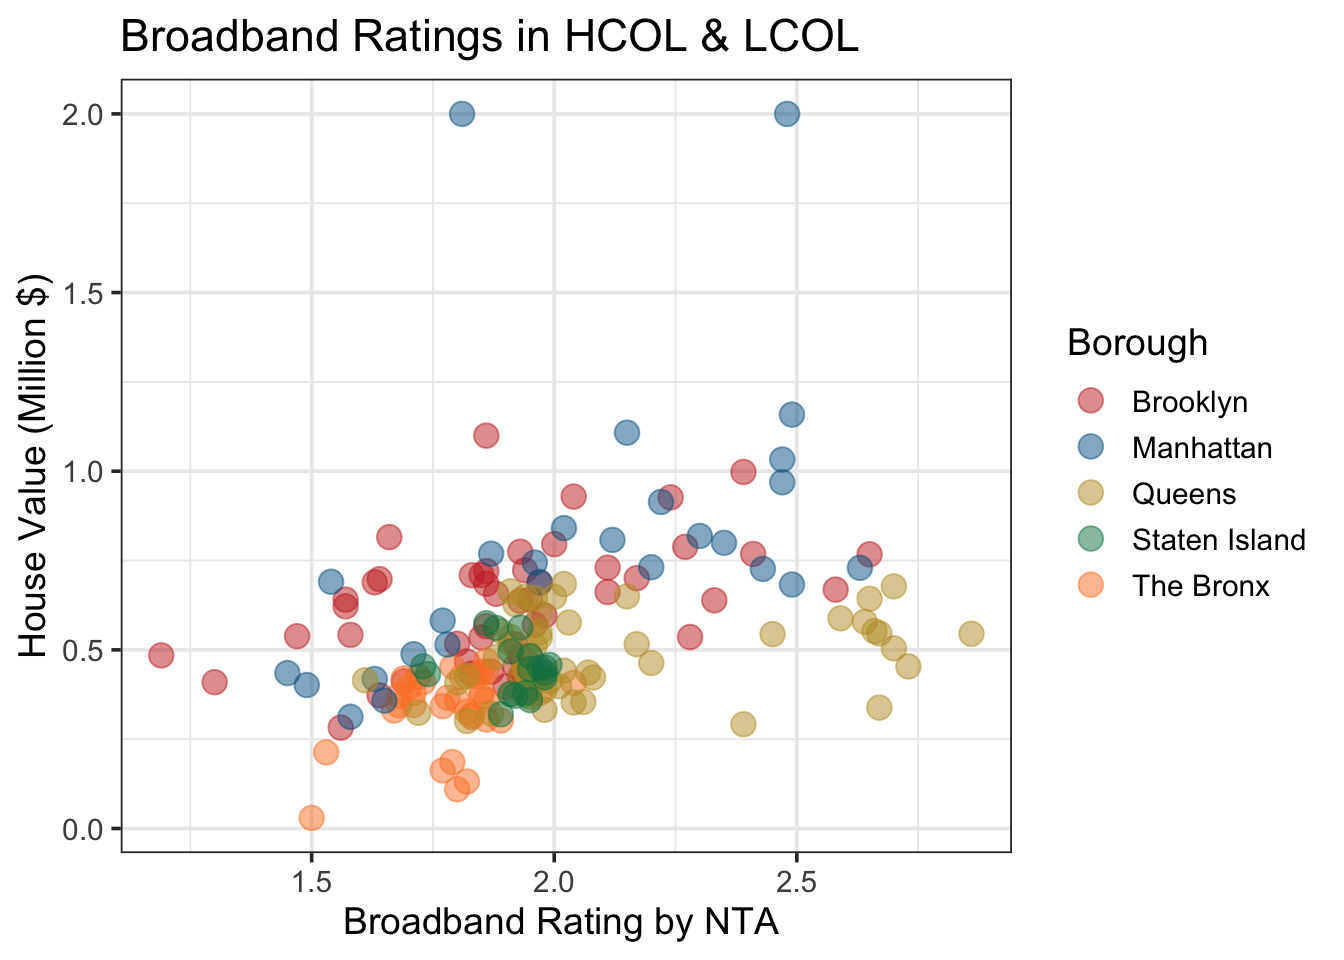 Broadband Ratings in HCOL & LCOL
House Value (Million $)
2.0
1.5
1.0
0.5
0.0
1.5 2.0 2.5
Broadband Rating by NTA
Borough
Brooklyn
Manhattan
Queens
Staten Island
The Bronx